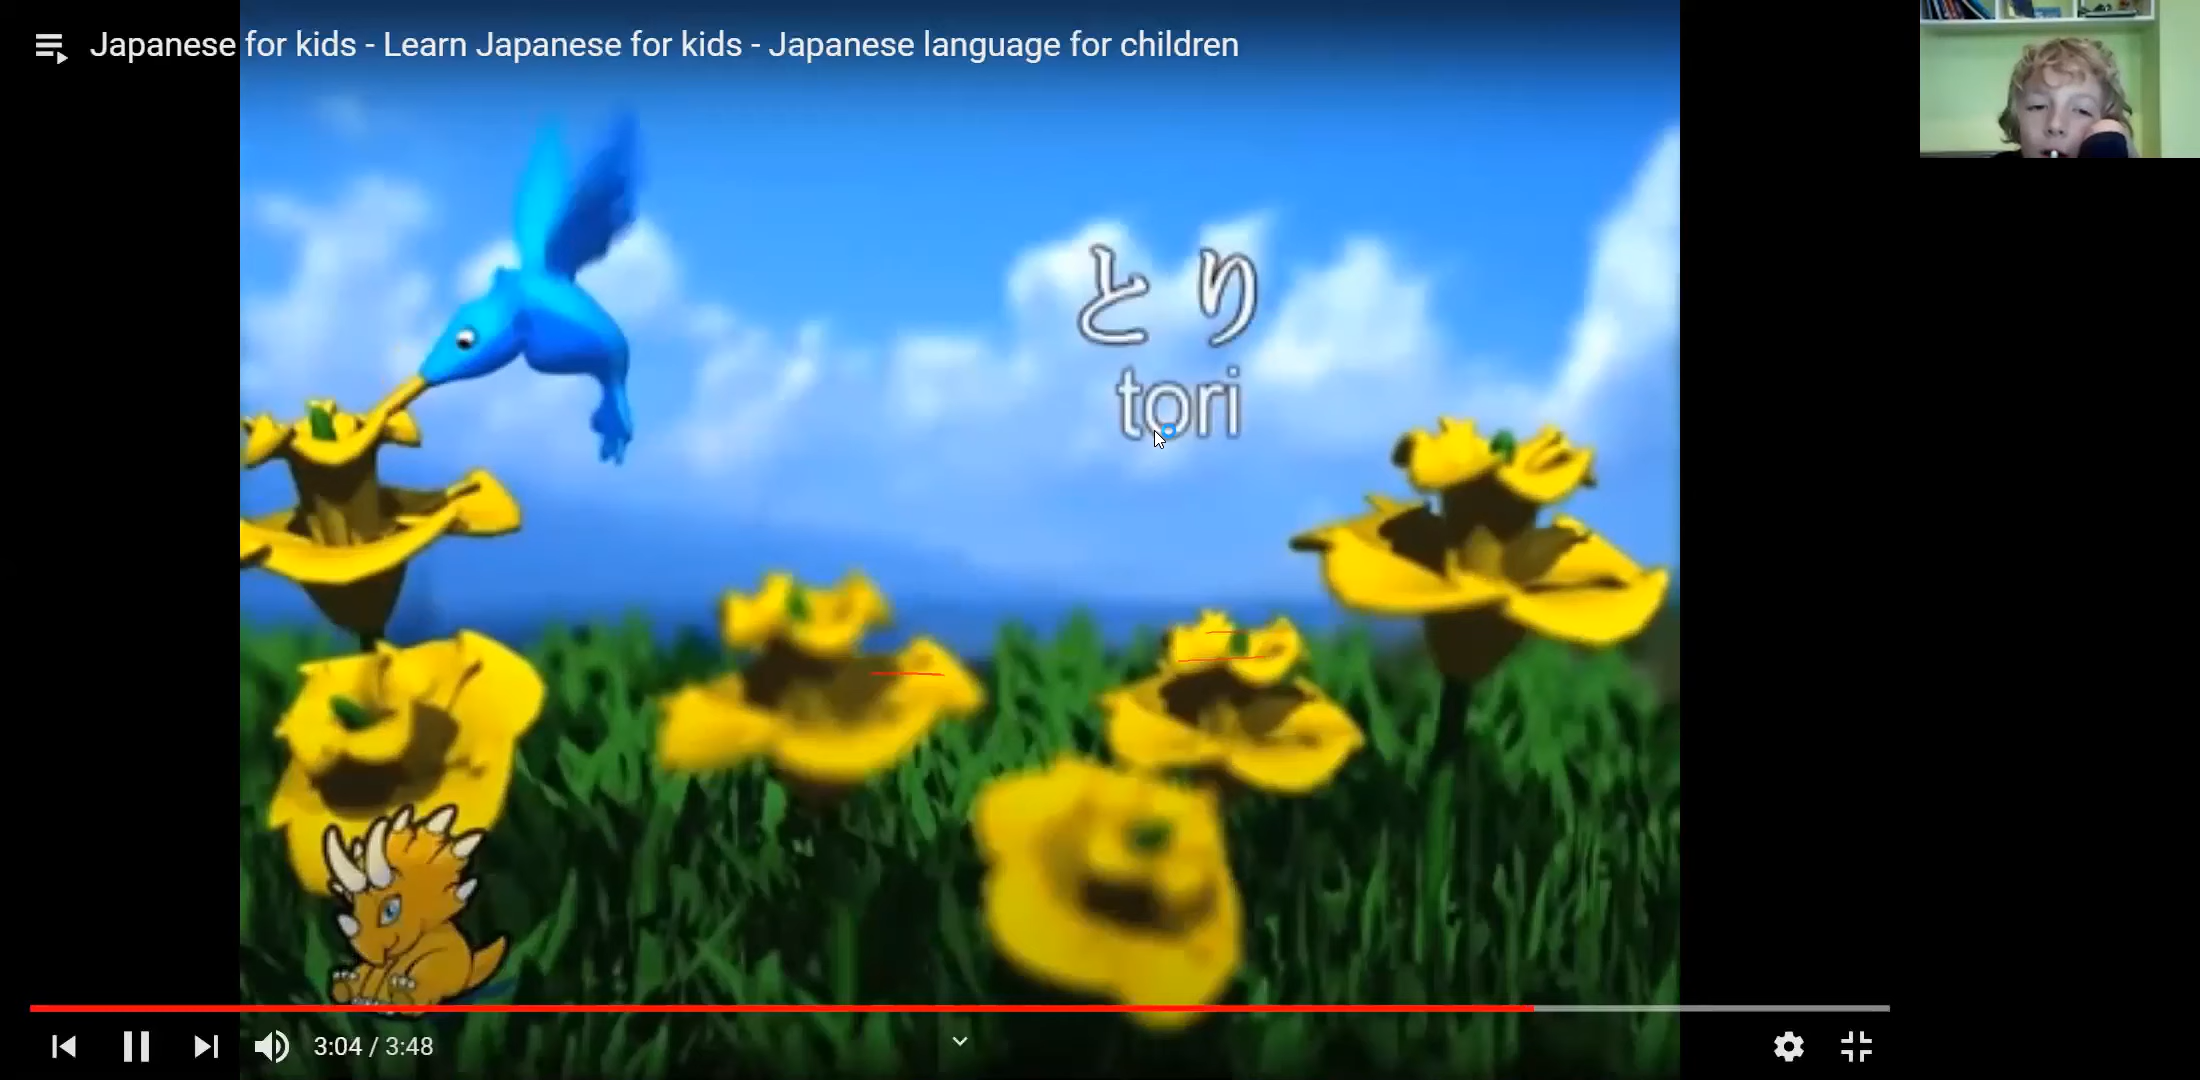 Japanese for kids - Learn Japanese for kids - Japanese language for children
とり
tori
3:04 / 3:48